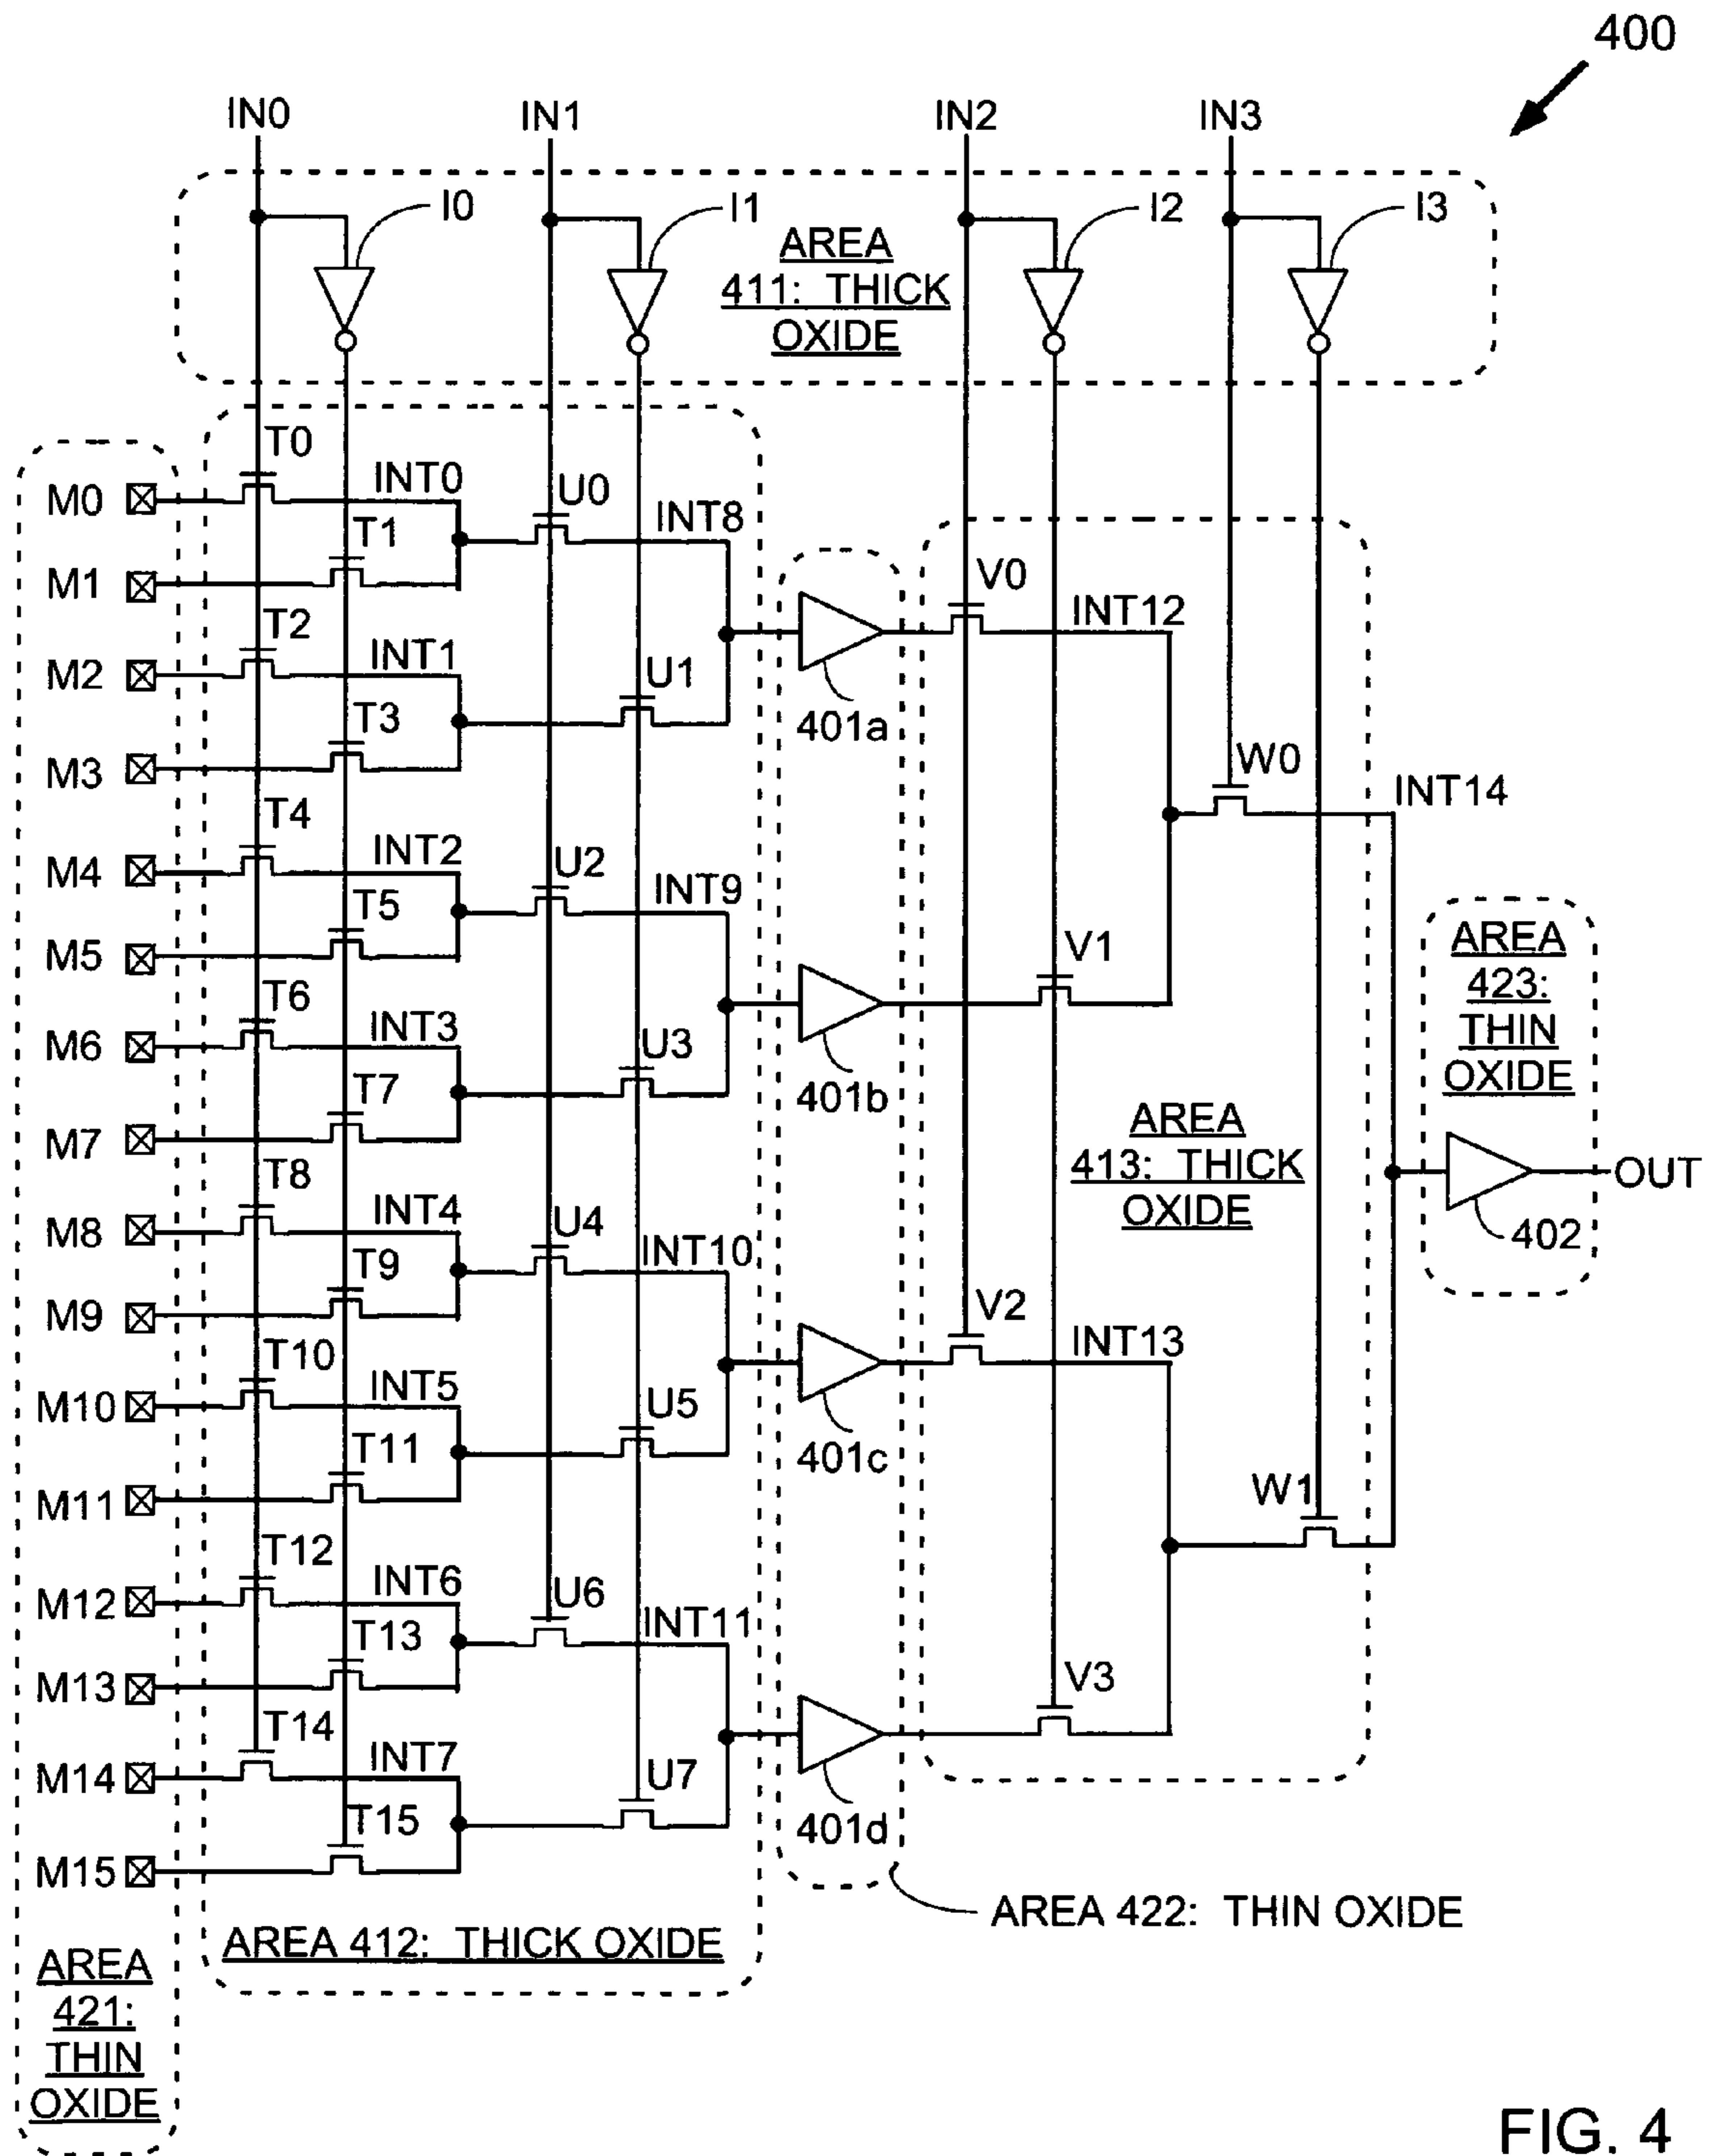 400
IN0 IN1 IN2 IN3
I0 I1 I2 I3
AREA
411: THICK
OXIDE
T0
M0 INT0 U0 INT8
T1
M1 V0 INT12
T2
M2 INT1 U1
T3 401a
M3 W0 INT14
T4
M4 INT2 U2 INT9
T5 AREA
M5 V1 423:
T6 THIN
M6 INT3 U3 OXIDE
T7 401b
M7 AREA
413: THICK
OXIDE
OUT
T8
M8 INT4 U4 INT10 402
T9
M9 V2 INT13
T10
M10 INT5 U5
T11 401c
M11 W1
T12
M12 INT6 U6 INT11
T13
M13 V3
T14
M14 INT7 U7
T15 401d
M15
AREA 422: THIN OXIDE
AREA 412: THICK OXIDE
AREA
421:
THIN
OXIDE
FIG. 4